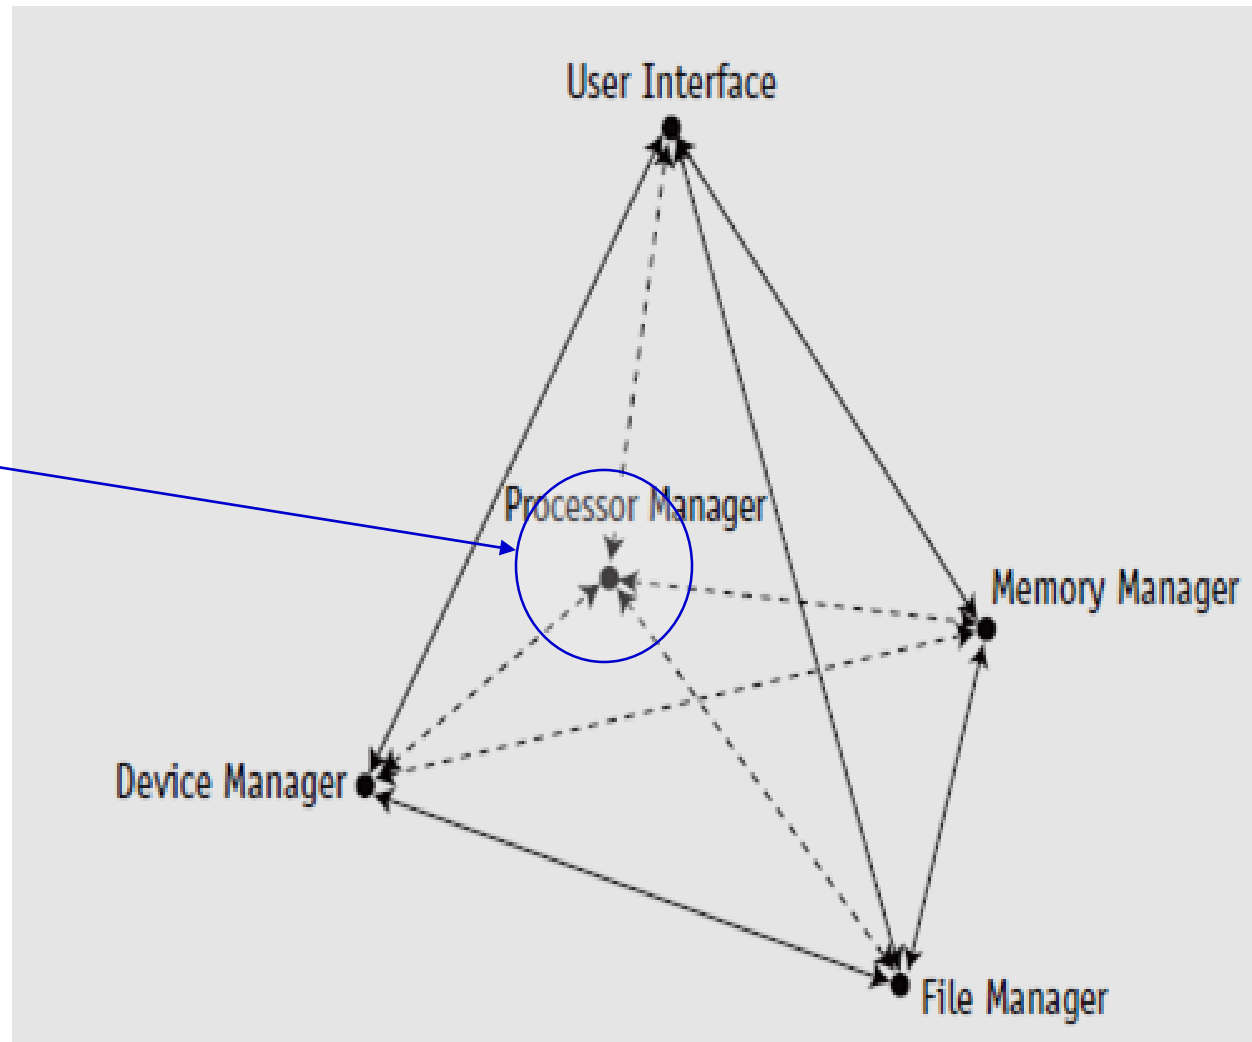 User Interface
Processor Manager
Memory Manager
Device Manager
File Manager